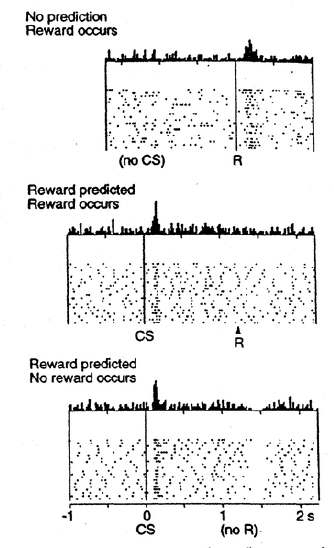 No prediction
Reward occurs
(no CS) R
Reward predicted
Reward occurs
CS R
Reward predicted
No reward occurs
-1 0 1 2 s
CS (no R)